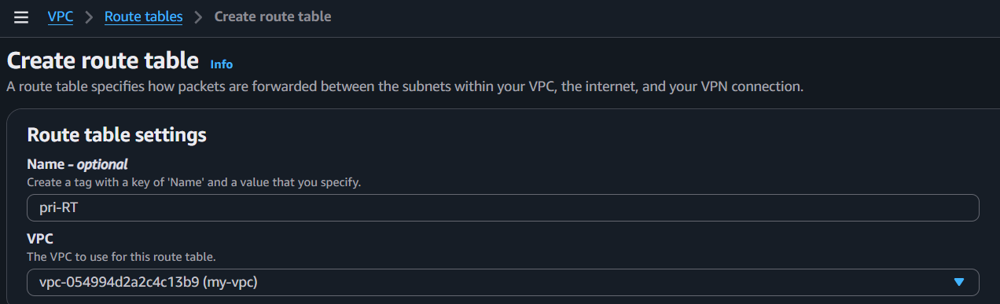 VPC > Route tables > Create route table
Create route table Info
A route table specifies how packets are forwarded between the subnets within your VPC, the internet, and your VPN connection.
Route table settings
Name - optional
Create a tag with a key of 'Name' and a value that you specify.
pri-RT
VPC
The VPC to use for this route table.
vpc-054994d2a2c4c13b9 (my-vpc)